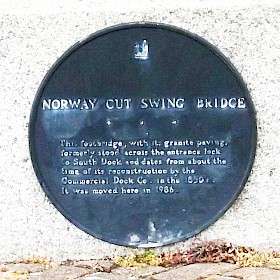 NORWAY CUT SWING BRIDGE
This footbridge, with its granite paving,
formerly stood across the entrance lock
to South Dock and dates from about the
time of its reconstruction by the
Commercial Dock Co. in the 1850s.
It was moved here in 1986.